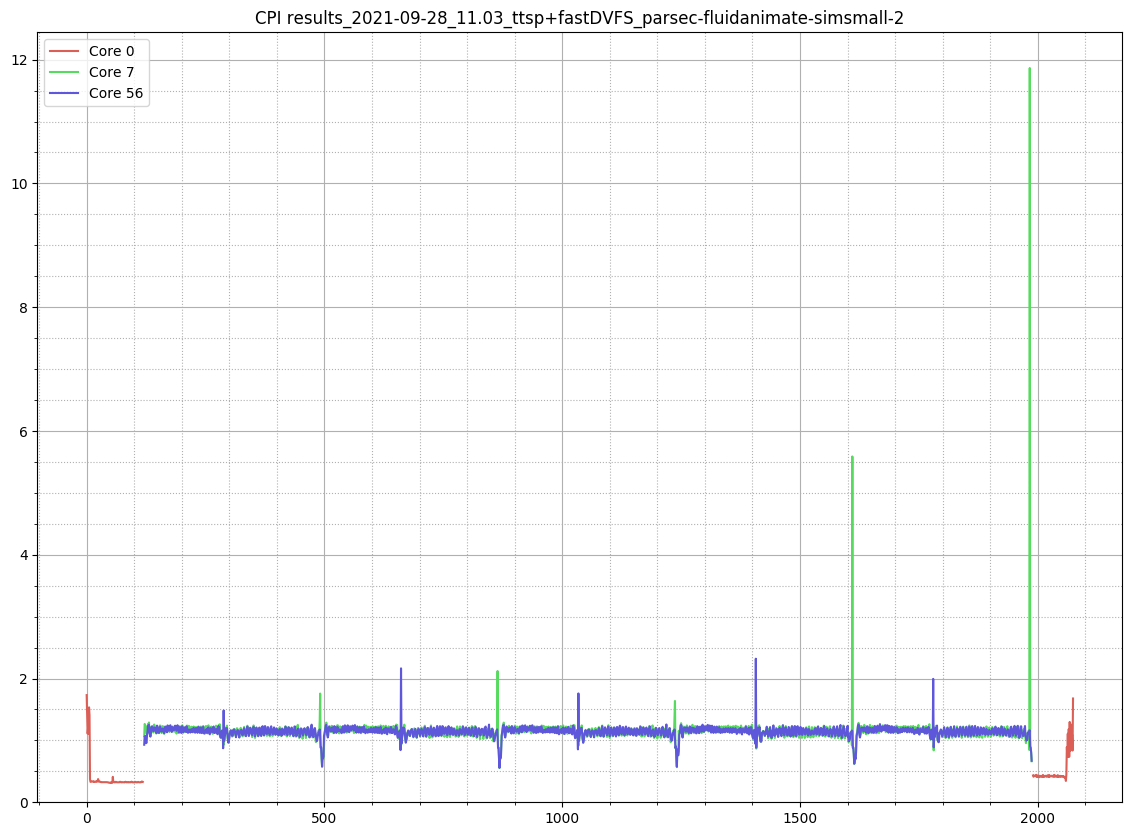 CPI results_2021-09-28_11.03_ttsp+fastDVFS_parsec-fluidanimate-simsmall-2
Core 0
Core 7
Core 56
12
10
8
6
4
2
0
0 500 1000 1500 2000